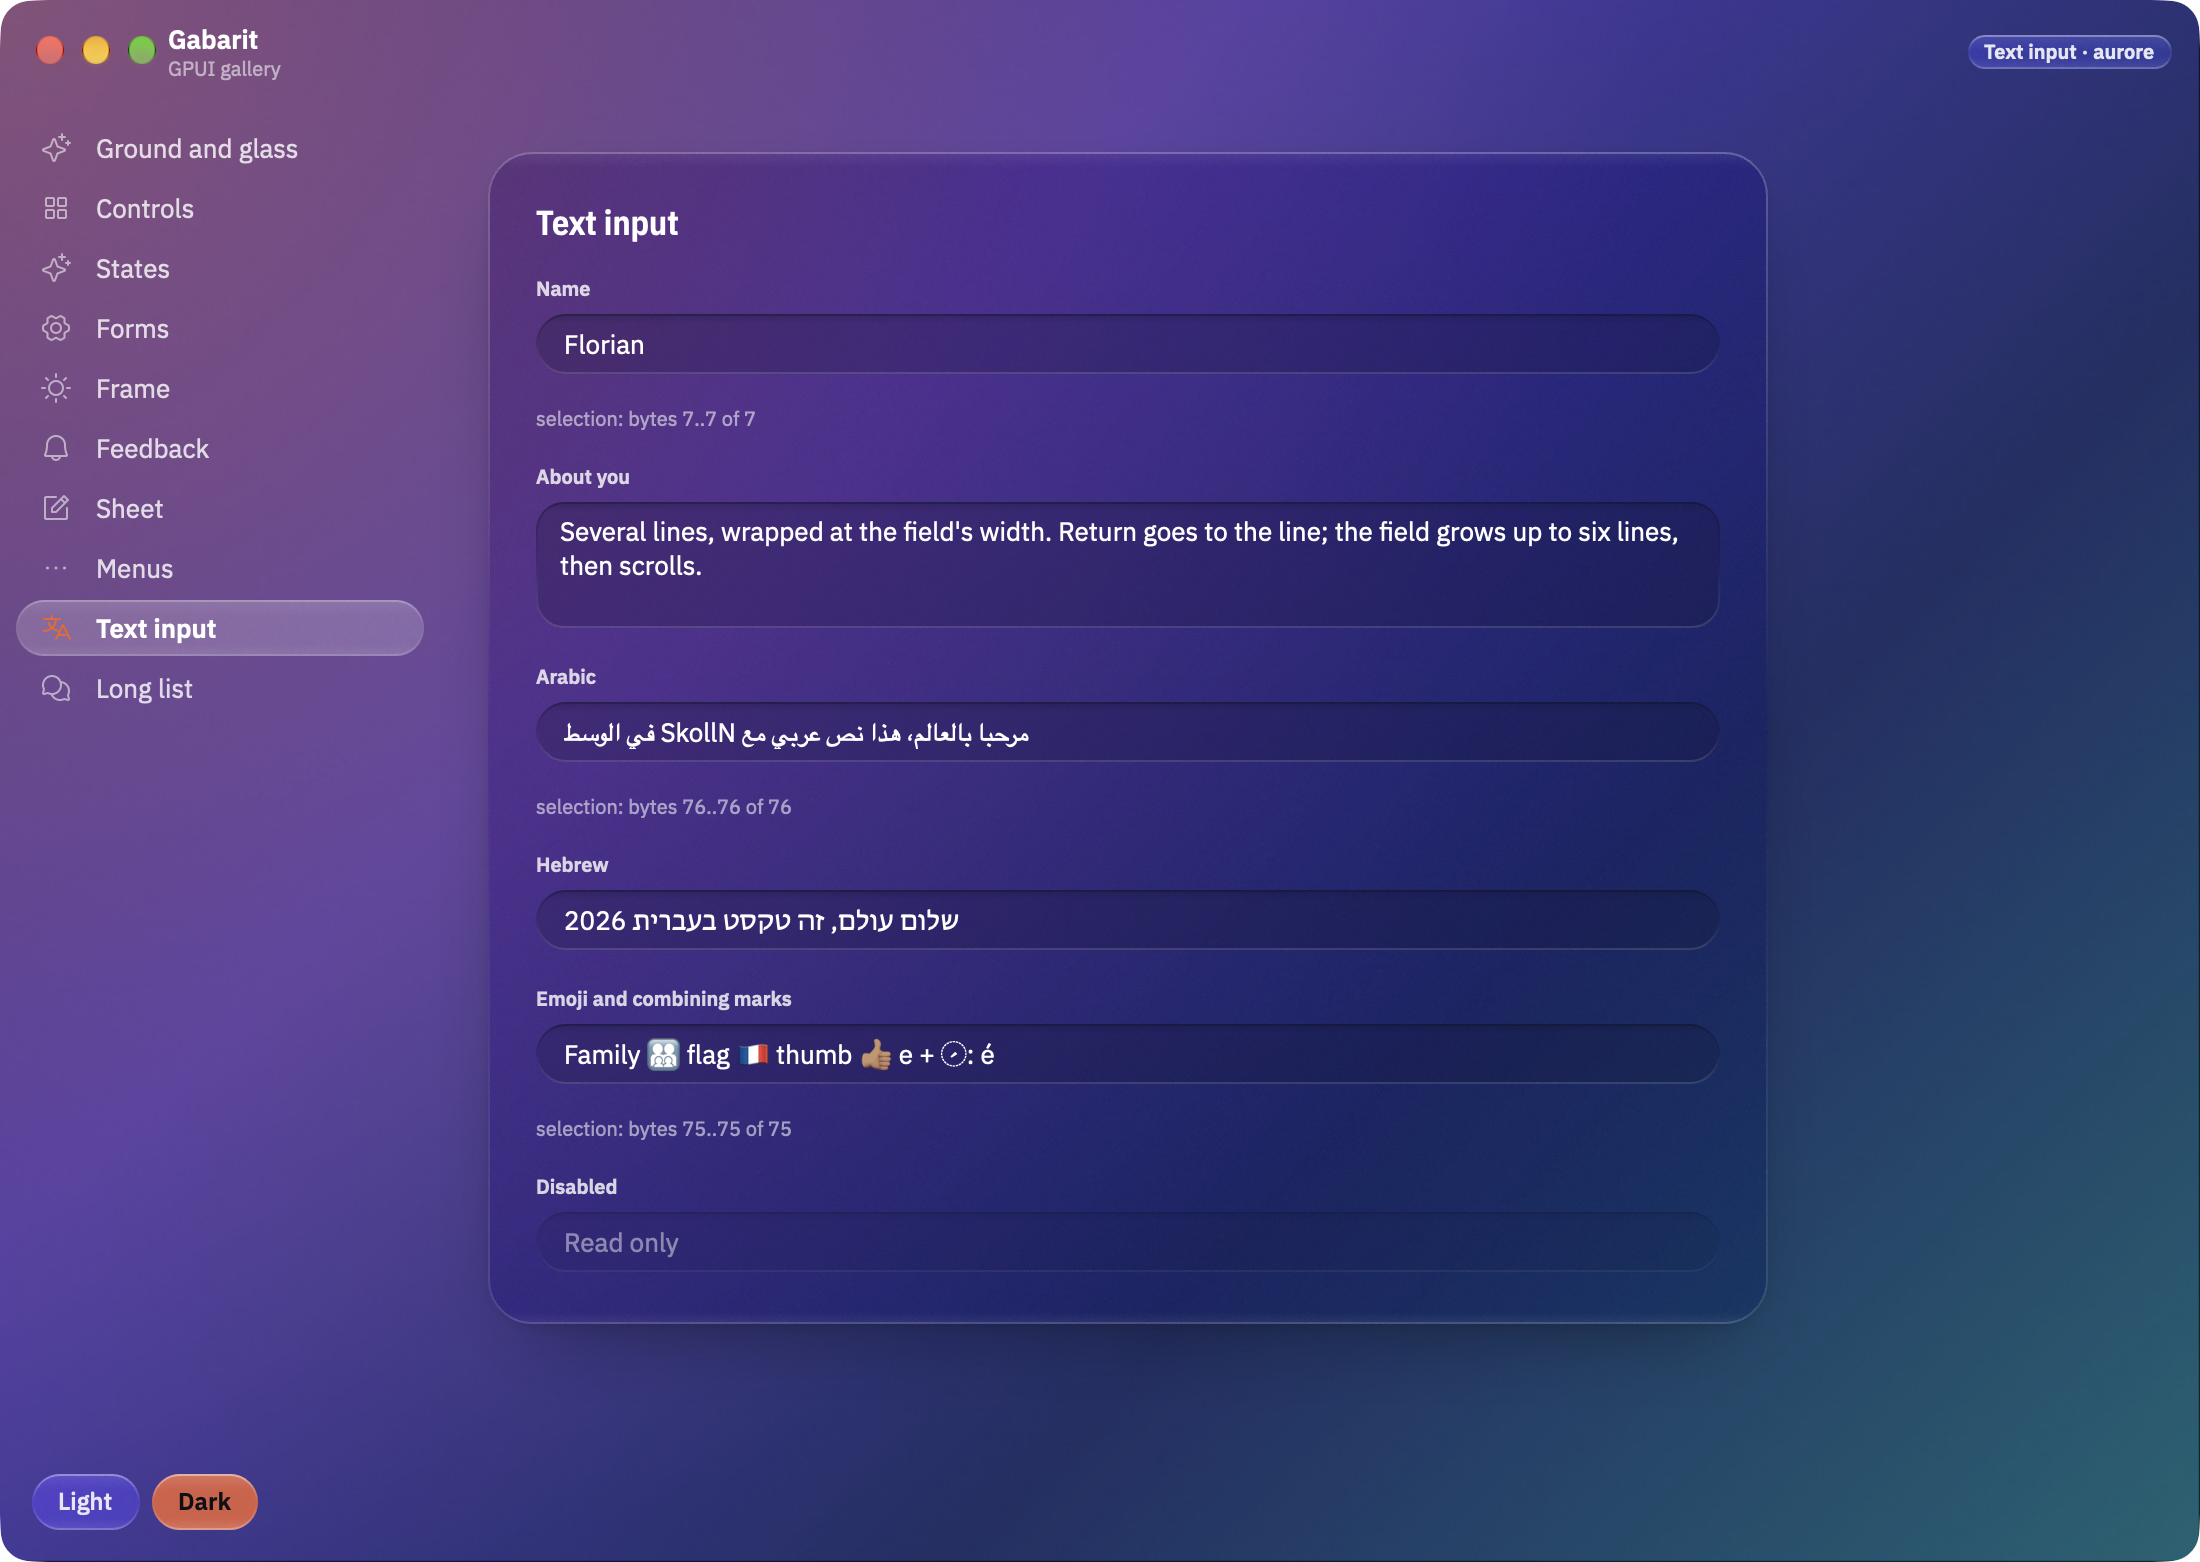 Gabarit
GPUI gallery
Text input · aurore
Ground and glass
Controls
States
Forms
Frame
Feedback
Sheet
Menus
Text input
Long list
Light
Dark
Text input
Name
Florian
selection: bytes 7..7 of 7
About you
Several lines, wrapped at the field's width. Return goes to the line; the field grows up to six lines,
then scrolls.
Arabic
مرحبا بالعالم، هذا نص عربي مع SkollN في الوسط
selection: bytes 76..76 of 76
Hebrew
שלום עולם, זה טקסט בעברית 2026
Emoji and combining marks
Family 👨‍👩‍👧‍👦 flag 🇫🇷 thumb 👍🏽 e + ◌́: é
selection: bytes 75..75 of 75
Disabled
Read only